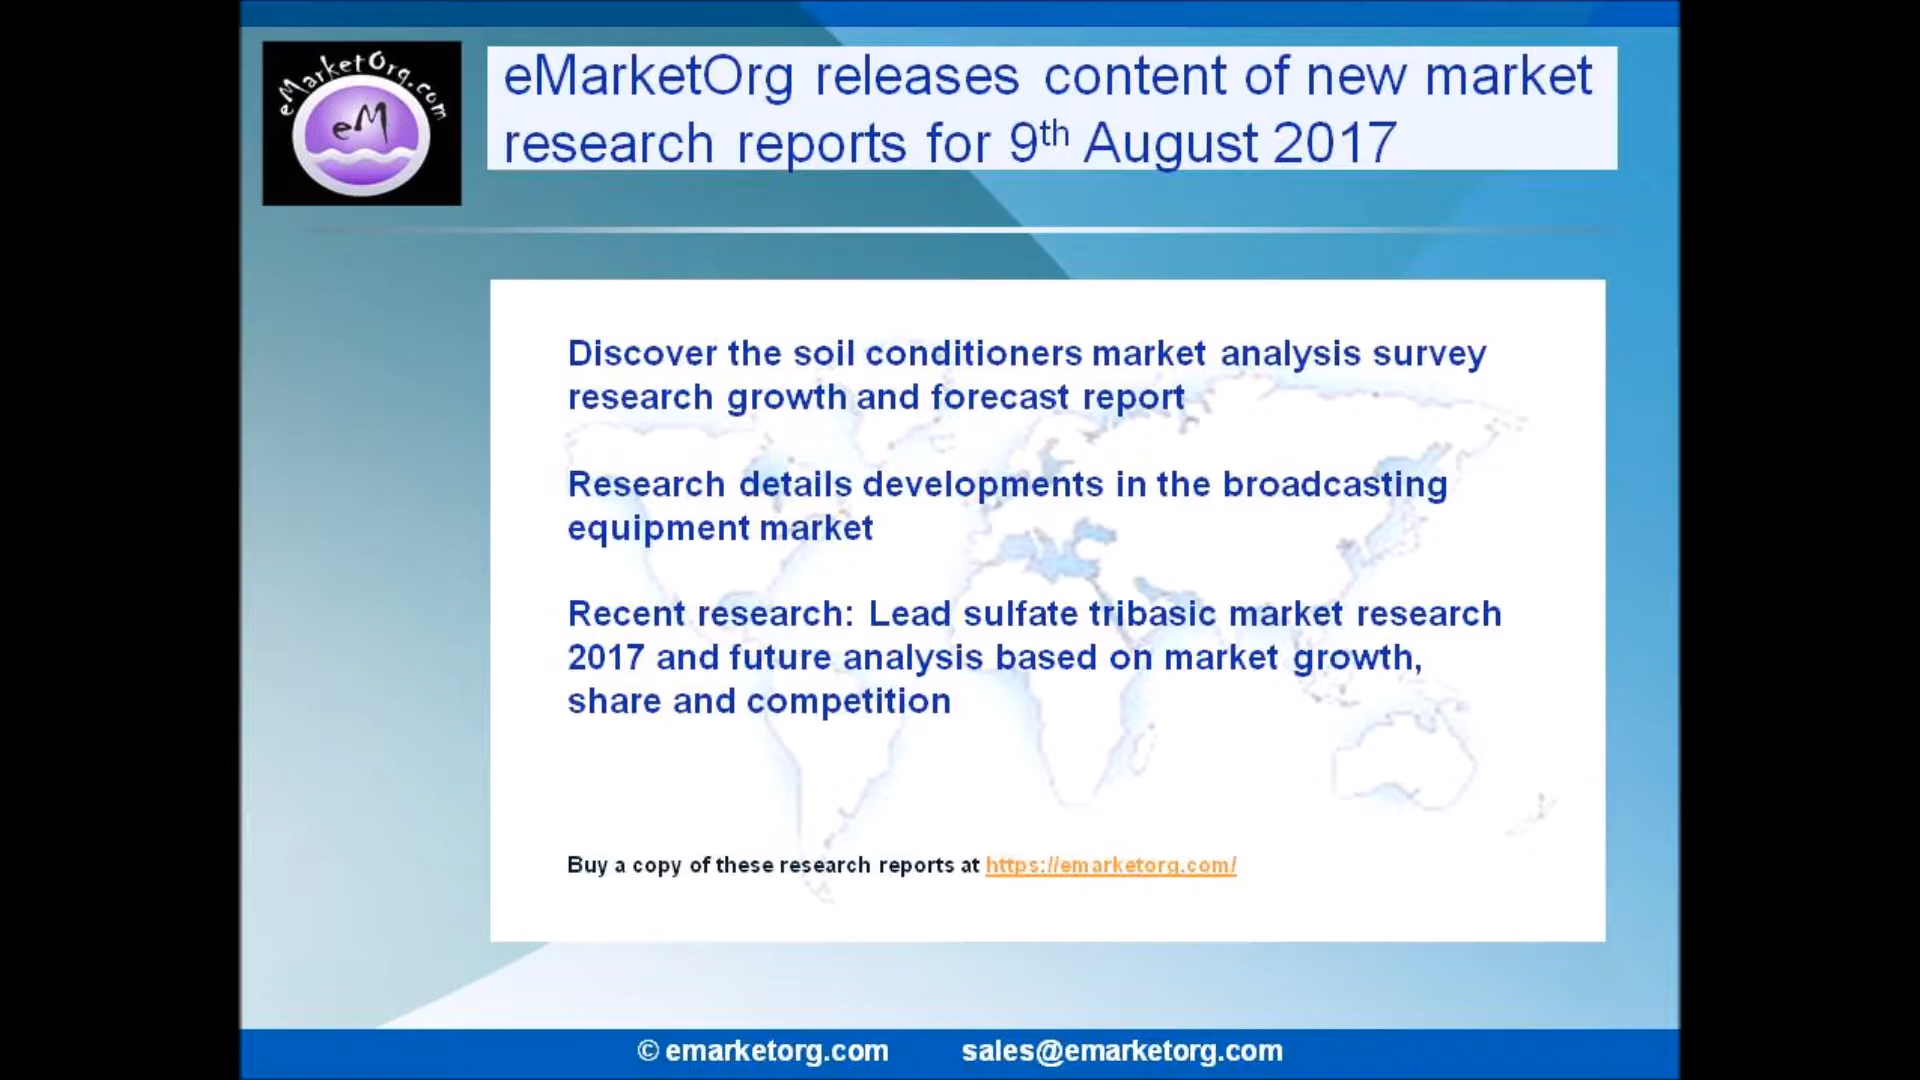 eMarketOrg.com
eM
eMarketOrg releases content of new market
research reports for 9th August 2017
Discover the soil conditioners market analysis survey
research growth and forecast report
Research details developments in the broadcasting
equipment market
Recent research: Lead sulfate tribasic market research
2017 and future analysis based on market growth,
share and competition
Buy a copy of these research reports at https://emarketorg.com/
© emarketorg.com sales@emarketorg.com